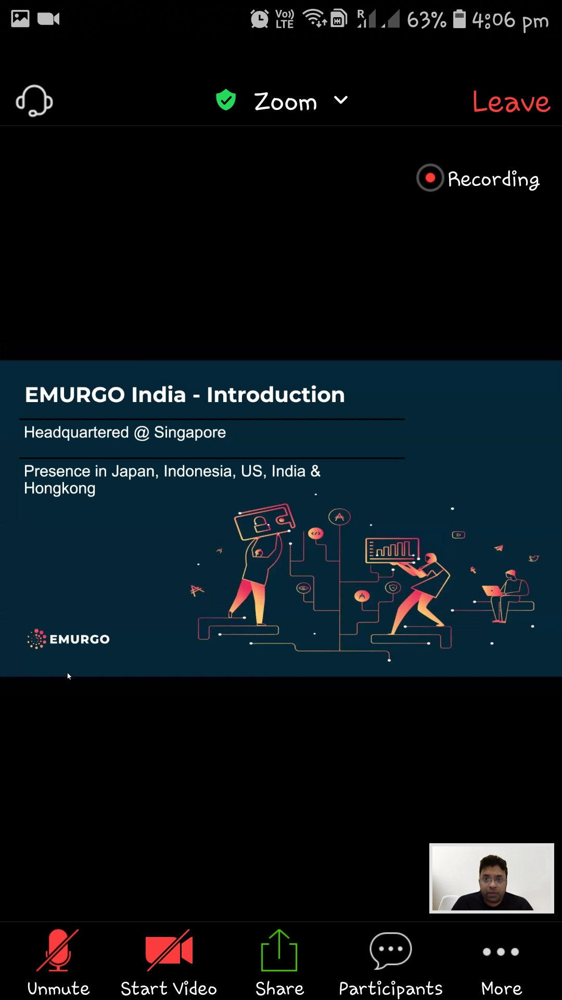 Vo)) LTE R 63% 4:06 pm
Zoom Leave
Recording
EMURGO India - Introduction
Headquartered @ Singapore
Presence in Japan, Indonesia, US, India &
Hongkong
EMURGO
Unmute Start Video Share Participants More